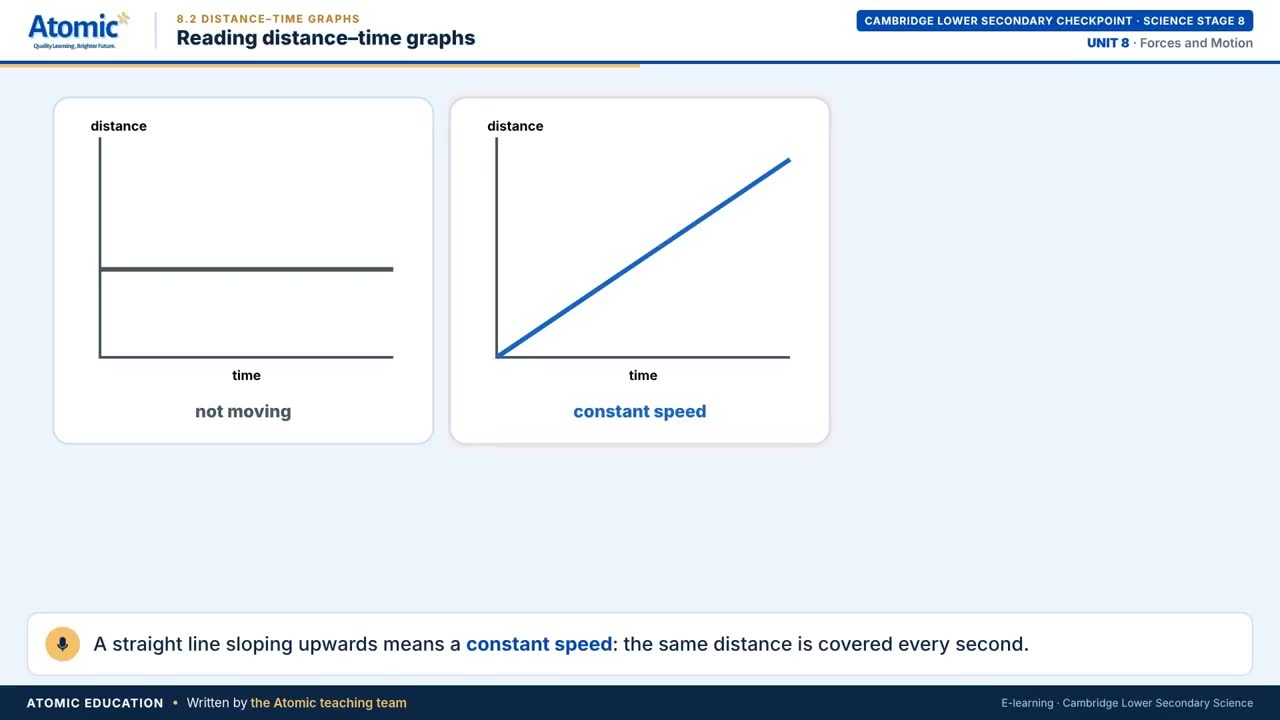 Atomic
Quality Learning, Brighter Future.
8.2 DISTANCE–TIME GRAPHS
Reading distance–time graphs
CAMBRIDGE LOWER SECONDARY CHECKPOINT · SCIENCE STAGE 8
UNIT 8 · Forces and Motion
distance
time
not moving
distance
time
constant speed
A straight line sloping upwards means a constant speed: the same distance is covered every second.
ATOMIC EDUCATION • Written by the Atomic teaching team
E-learning · Cambridge Lower Secondary Science